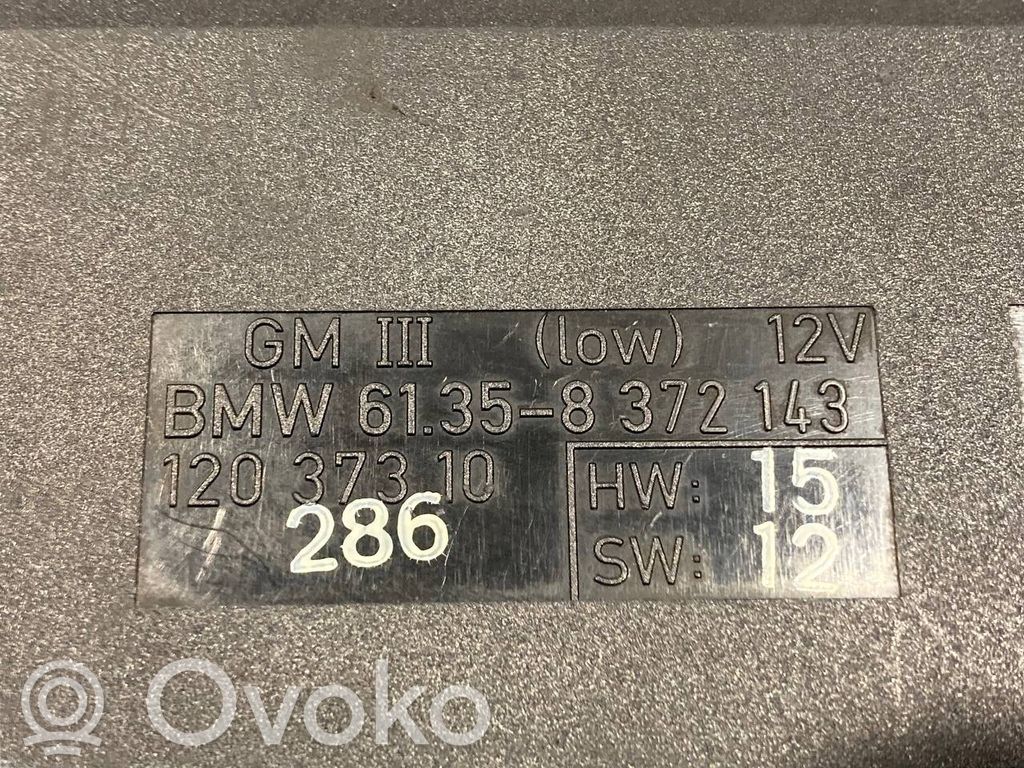 GM III (low) 12V
BMW 61.35-8 372 143
120 373 10
HW: 15
286
SW: 12
Ovoko